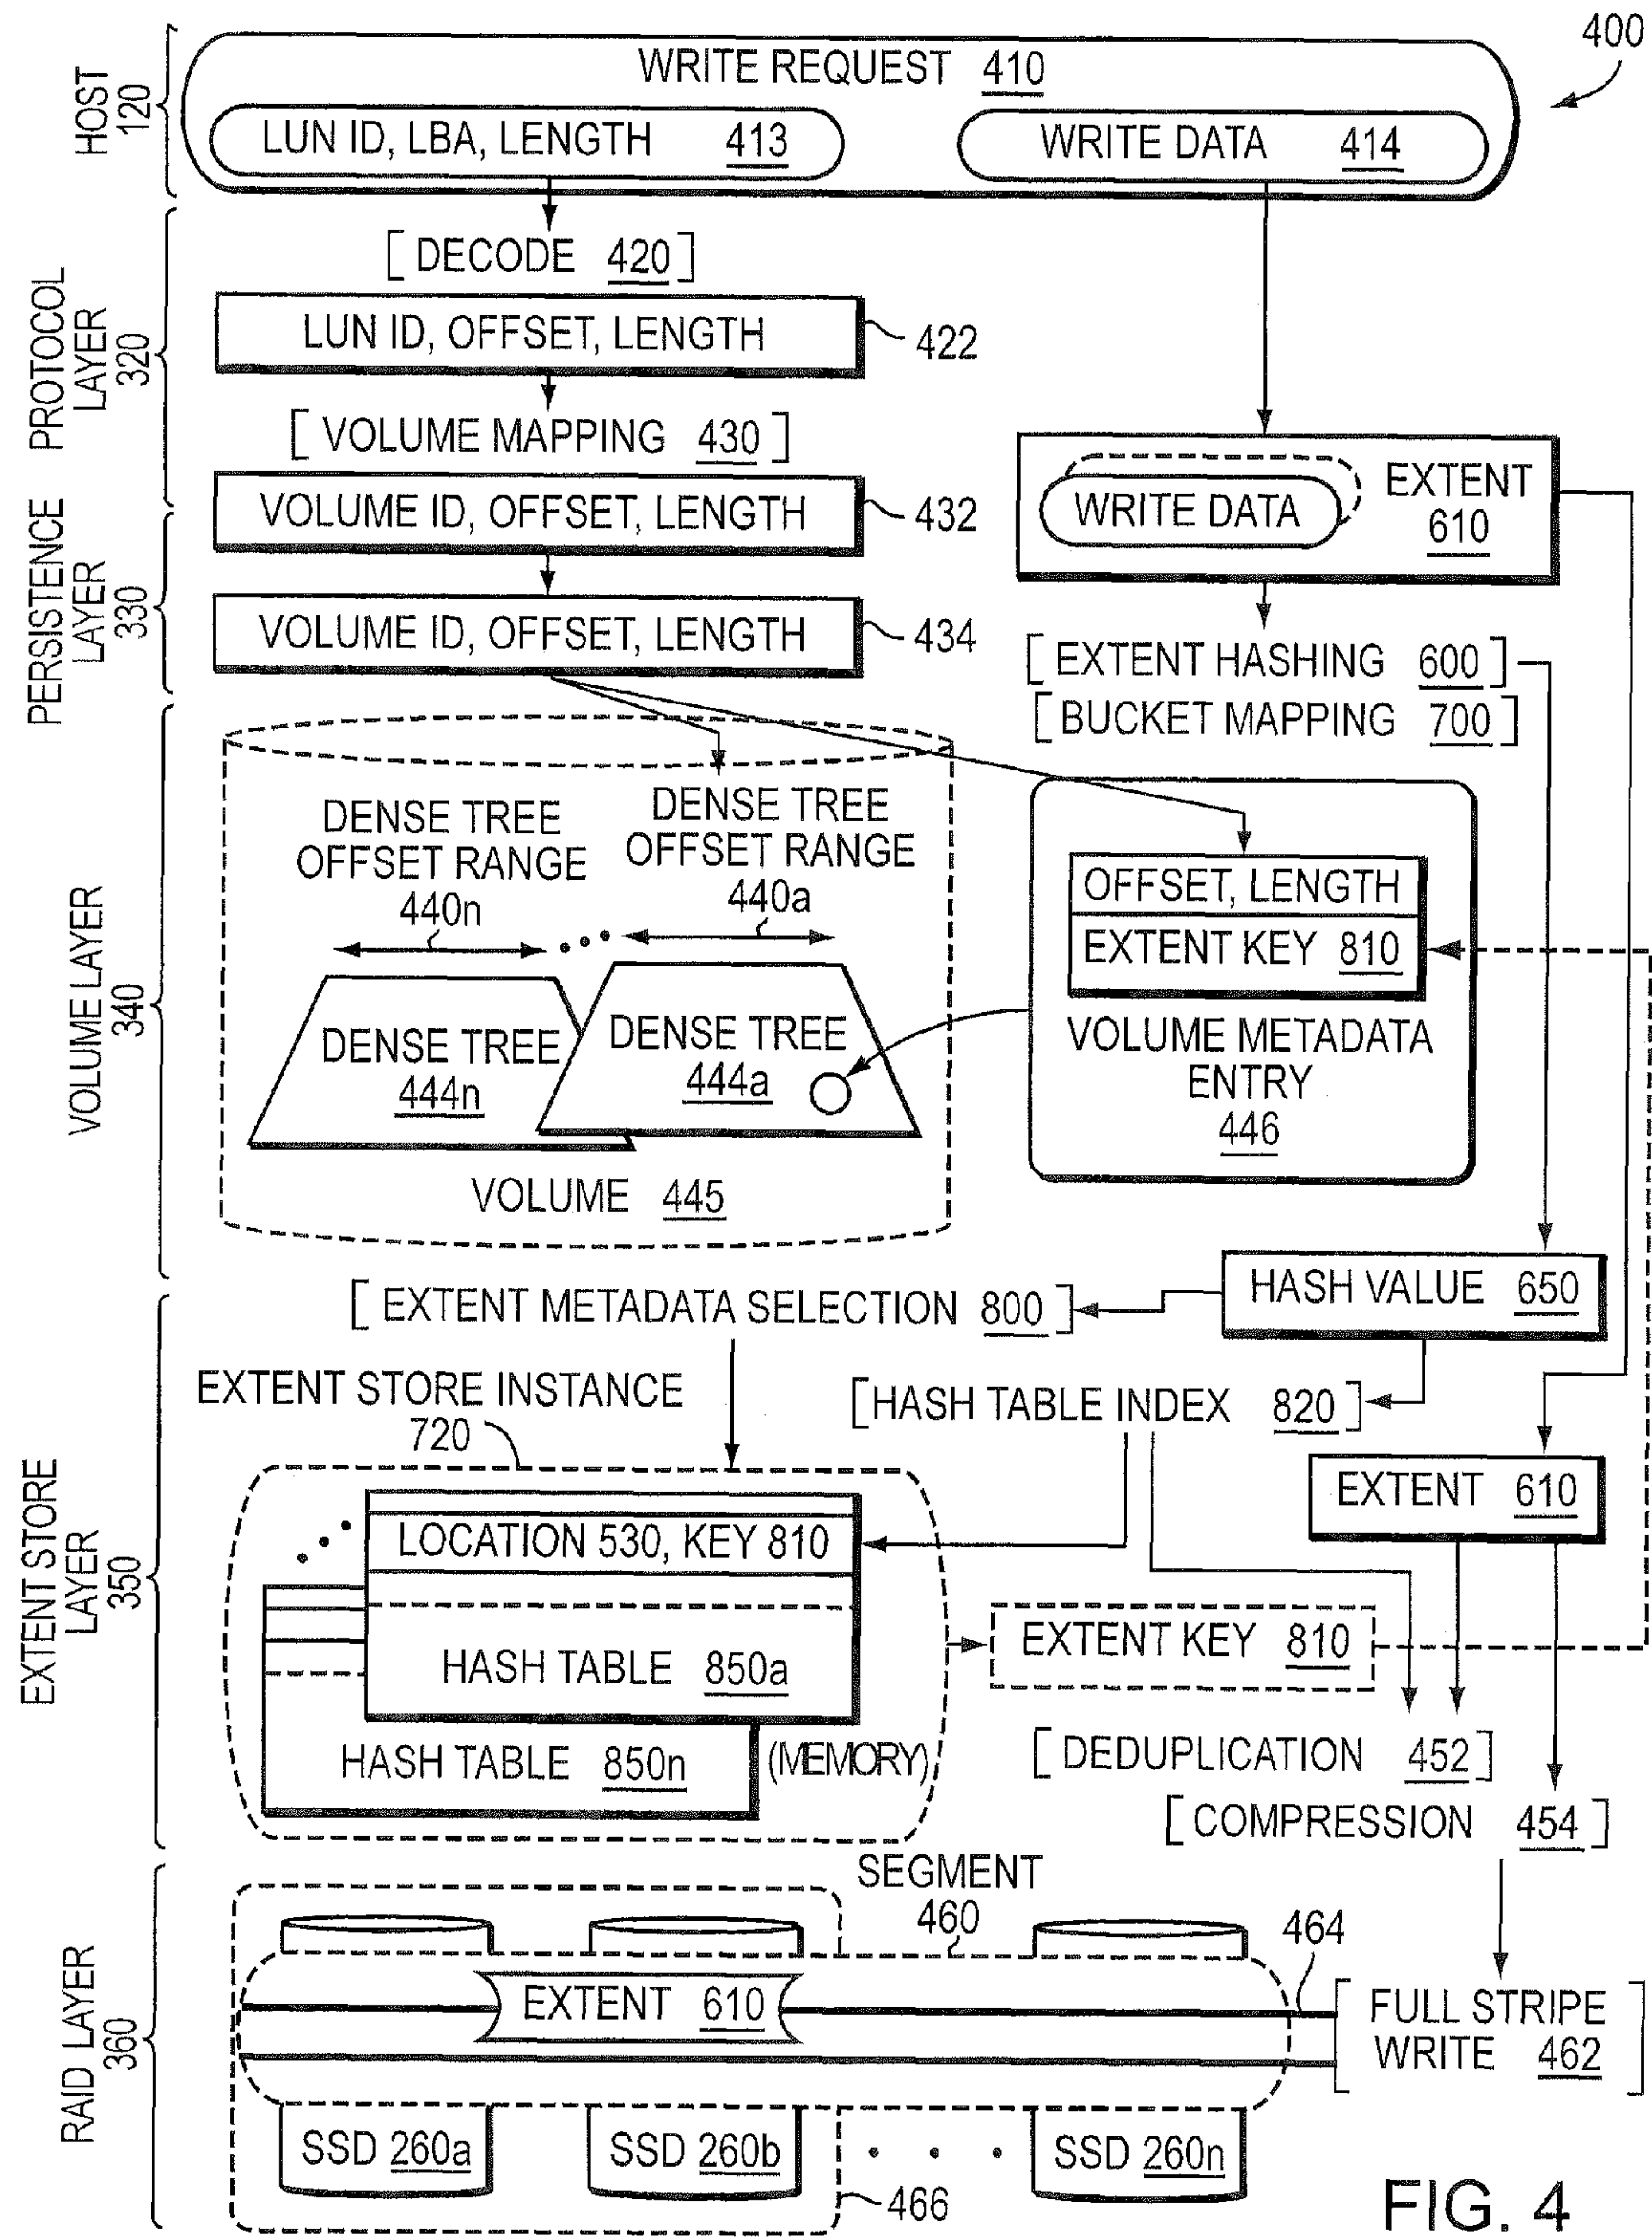 400
HOST
120
WRITE REQUEST 410
LUN ID, LBA, LENGTH 413
WRITE DATA 414
PROTOCOL
LAYER
320
[ DECODE 420 ]
LUN ID, OFFSET, LENGTH
422
[ VOLUME MAPPING 430 ]
VOLUME ID, OFFSET, LENGTH
432
WRITE DATA
EXTENT
610
PERSISTENCE
LAYER
330
VOLUME ID, OFFSET, LENGTH
434
[ EXTENT HASHING 600 ]
[ BUCKET MAPPING 700 ]
VOLUME LAYER
340
DENSE TREE
OFFSET RANGE
440n
DENSE TREE
OFFSET RANGE
440a
DENSE TREE
444n
DENSE TREE
444a
VOLUME 445
OFFSET, LENGTH
EXTENT KEY 810
VOLUME METADATA
ENTRY
446
HASH VALUE 650
EXTENT STORE
LAYER
350
[ EXTENT METADATA SELECTION 800 ]
EXTENT STORE INSTANCE
720
[HASH TABLE INDEX 820 ]
EXTENT 610
LOCATION 530, KEY 810
HASH TABLE 850a
HASH TABLE 850n
(MEMORY)
EXTENT KEY 810
[ DEDUPLICATION 452 ]
[ COMPRESSION 454 ]
RAID LAYER
360
SEGMENT
460
464
EXTENT 610
[ FULL STRIPE
WRITE 462 ]
SSD 260a
SSD 260b
. . .
SSD 260n
466
FIG. 4